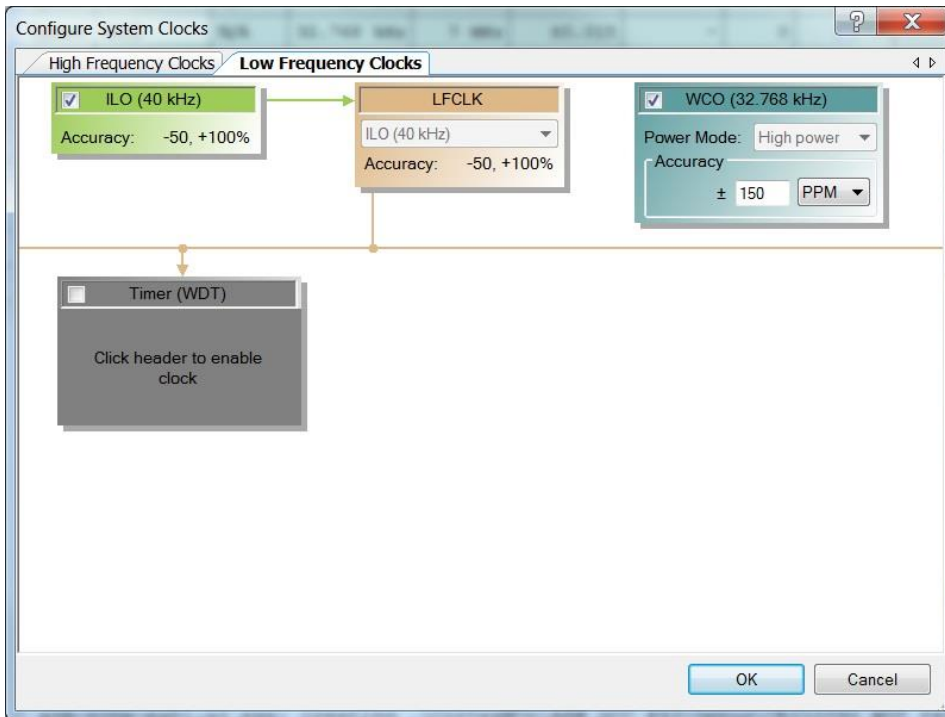 Configure System Clocks
High Frequency Clocks Low Frequency Clocks
ILO (40 kHz)
Accuracy: -50, +100%
LFCLK
ILO (40 kHz)
Accuracy: -50, +100%
WCO (32.768 kHz)
Power Mode: High power
Accuracy
± 150 PPM
Timer (WDT)
Click header to enable
clock
OK Cancel